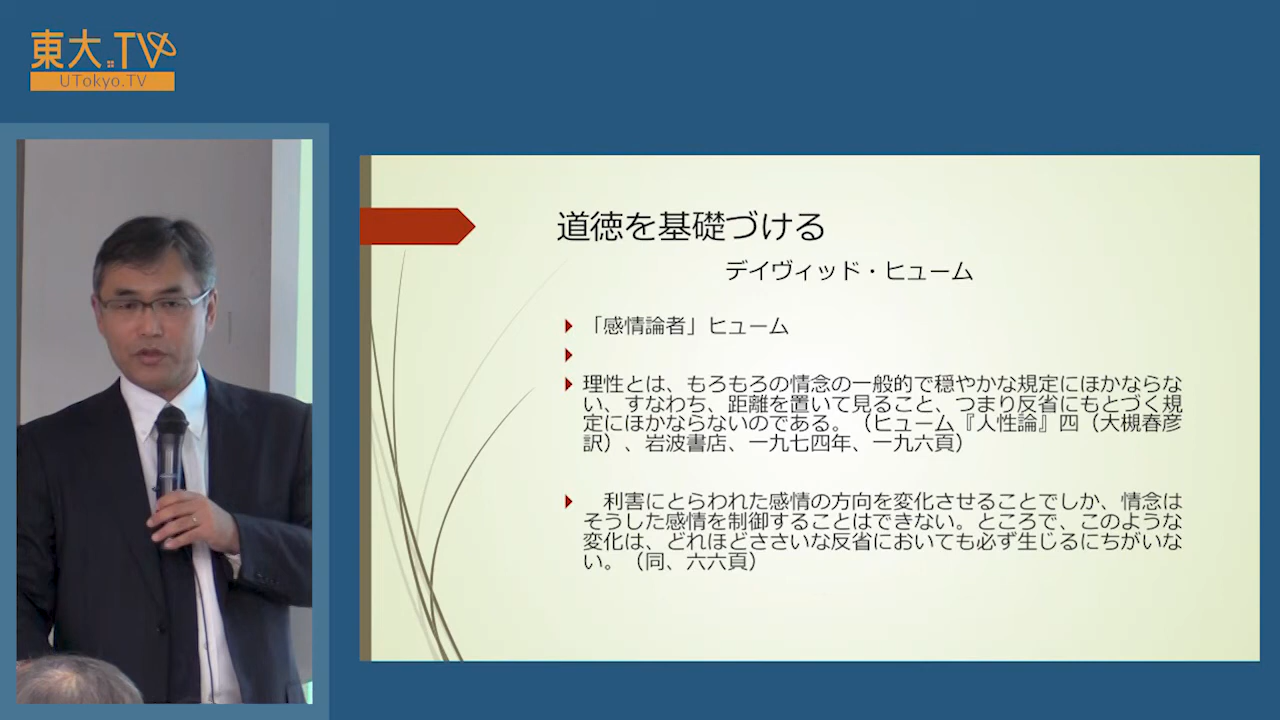 東大.TV
UTokyo.TV
道徳を基礎づける
デイヴィッド・ヒューム
「感情論者」ヒューム
理性とは、もろもろの情念の一般的で穏やかな規定にほかならな
い、すなわち、距離を置いて見ること、つまり反省にもとづく規
定にほかならないのである。（ヒューム『人性論』四（大槻春彦
訳）、岩波書店、一九七四年、一九六頁）
利害にとらわれた感情の方向を変化させることでしか、情念は
そうした感情を制御することはできない。ところで、このような
変化は、どれほどささいな反省においても必ず生じるにちがいな
い。（同、六六頁）